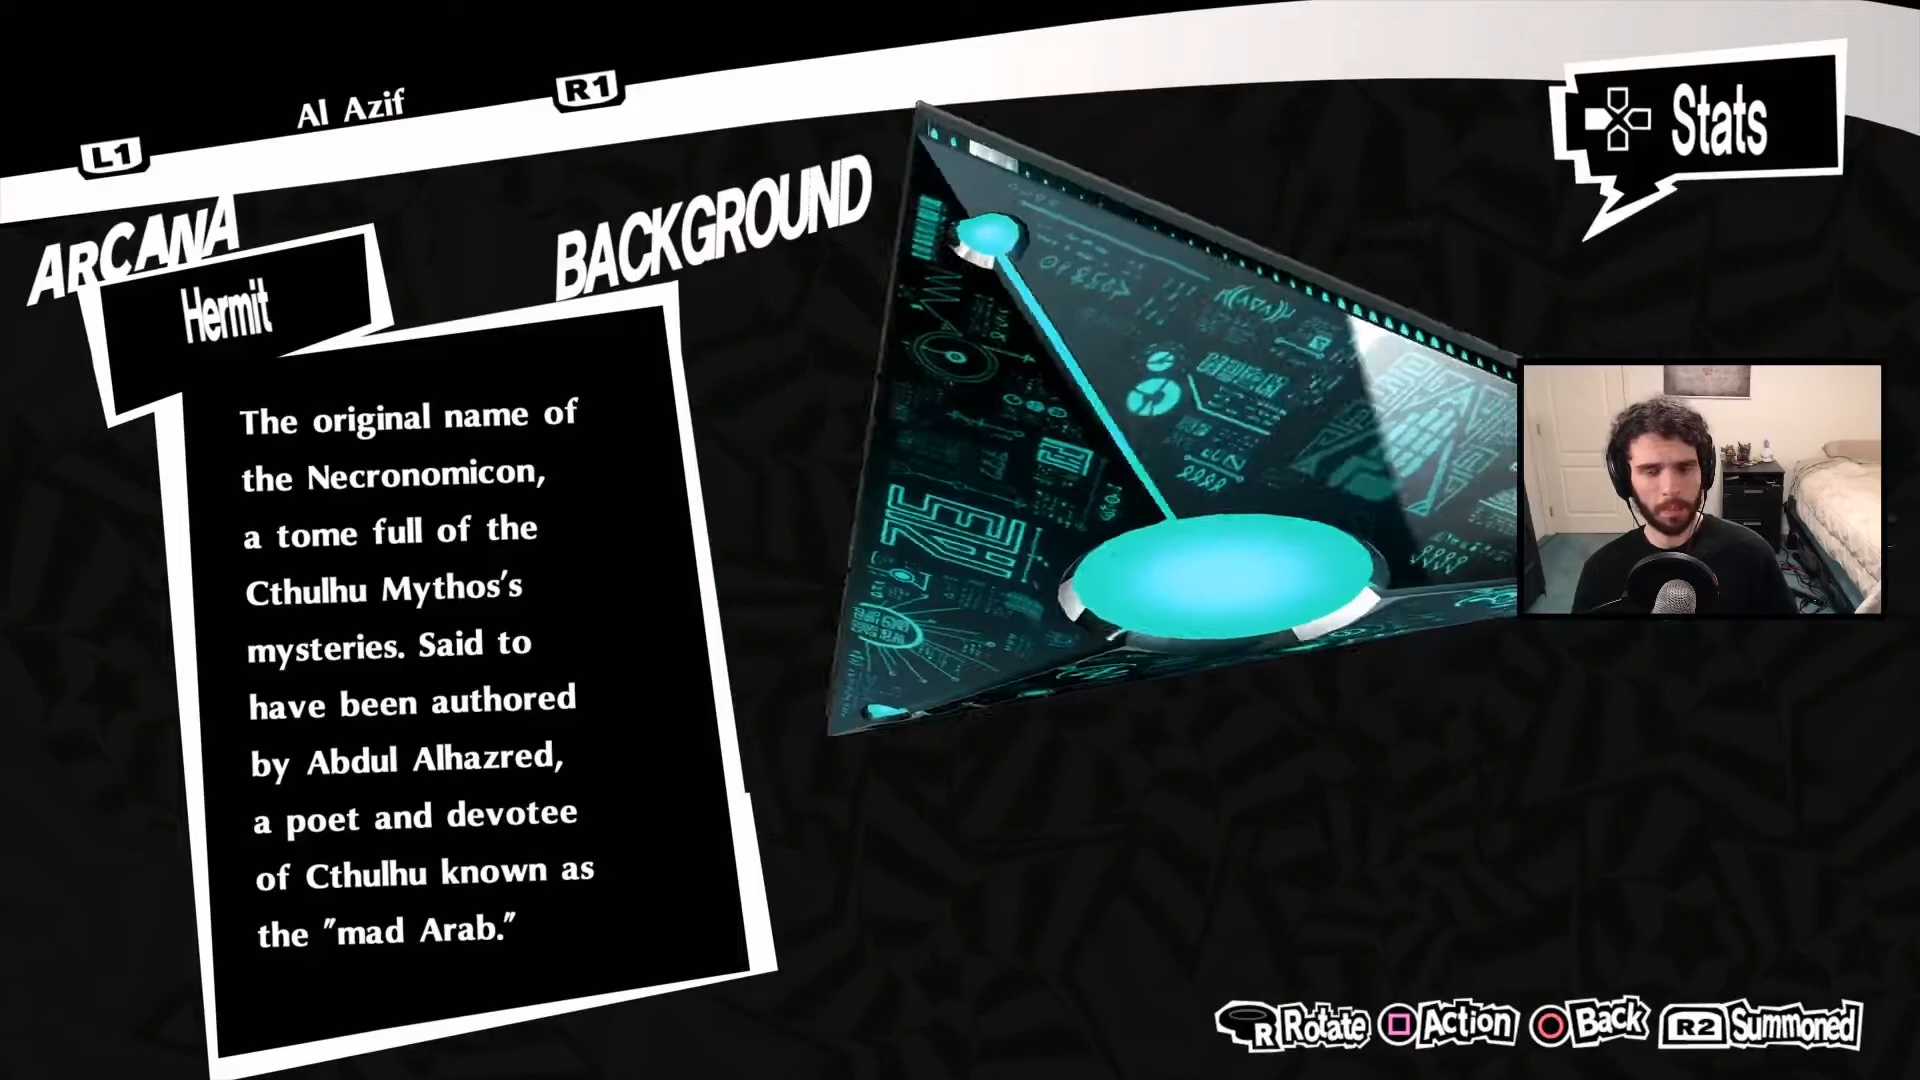 L1
Al Azif
R1
Stats
ARCANA
Hermit
BACKGROUND
The original name of
the Necronomicon,
a tome full of the
Cthulhu Mythos's
mysteries. Said to
have been authored
by Abdul Alhazred,
a poet and devotee
of Cthulhu known as
the "mad Arab."
R Rotate
Action
Back
R2 Summoned